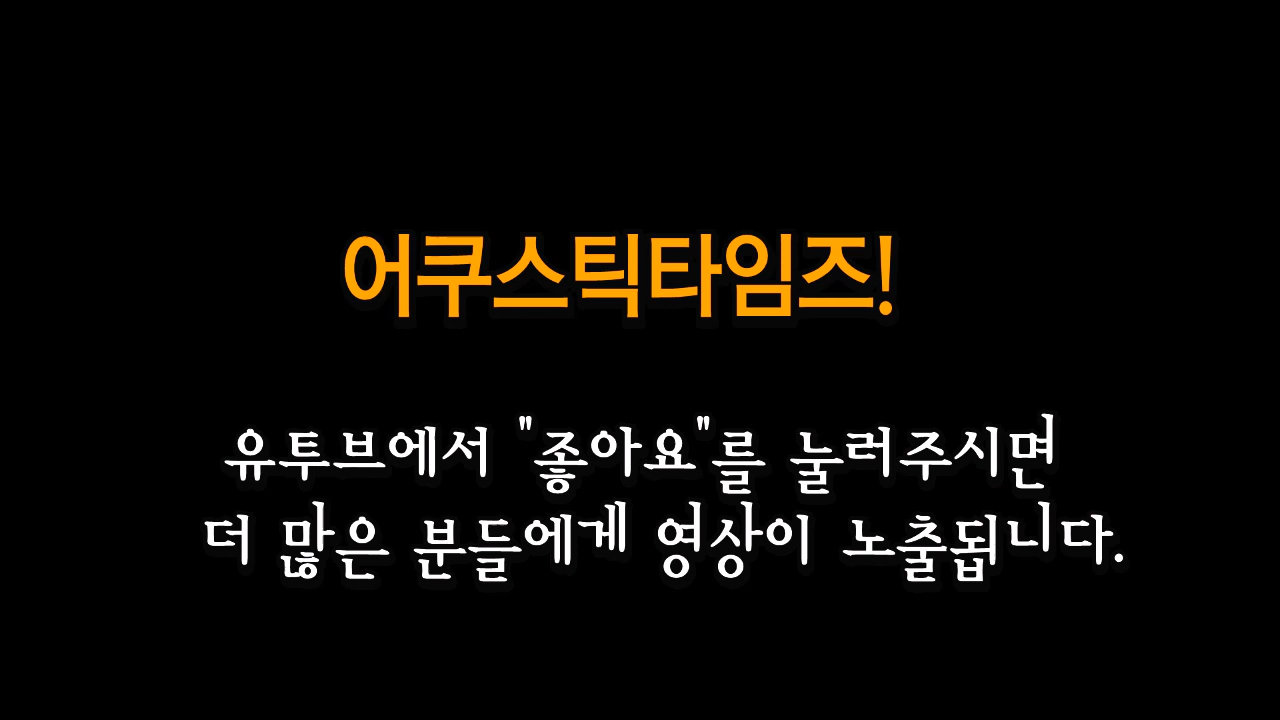 어쿠스틱타임즈!
유투브에서 "좋아요"를 눌러주시면
더 많은 분들에게 영상이 노출됩니다.